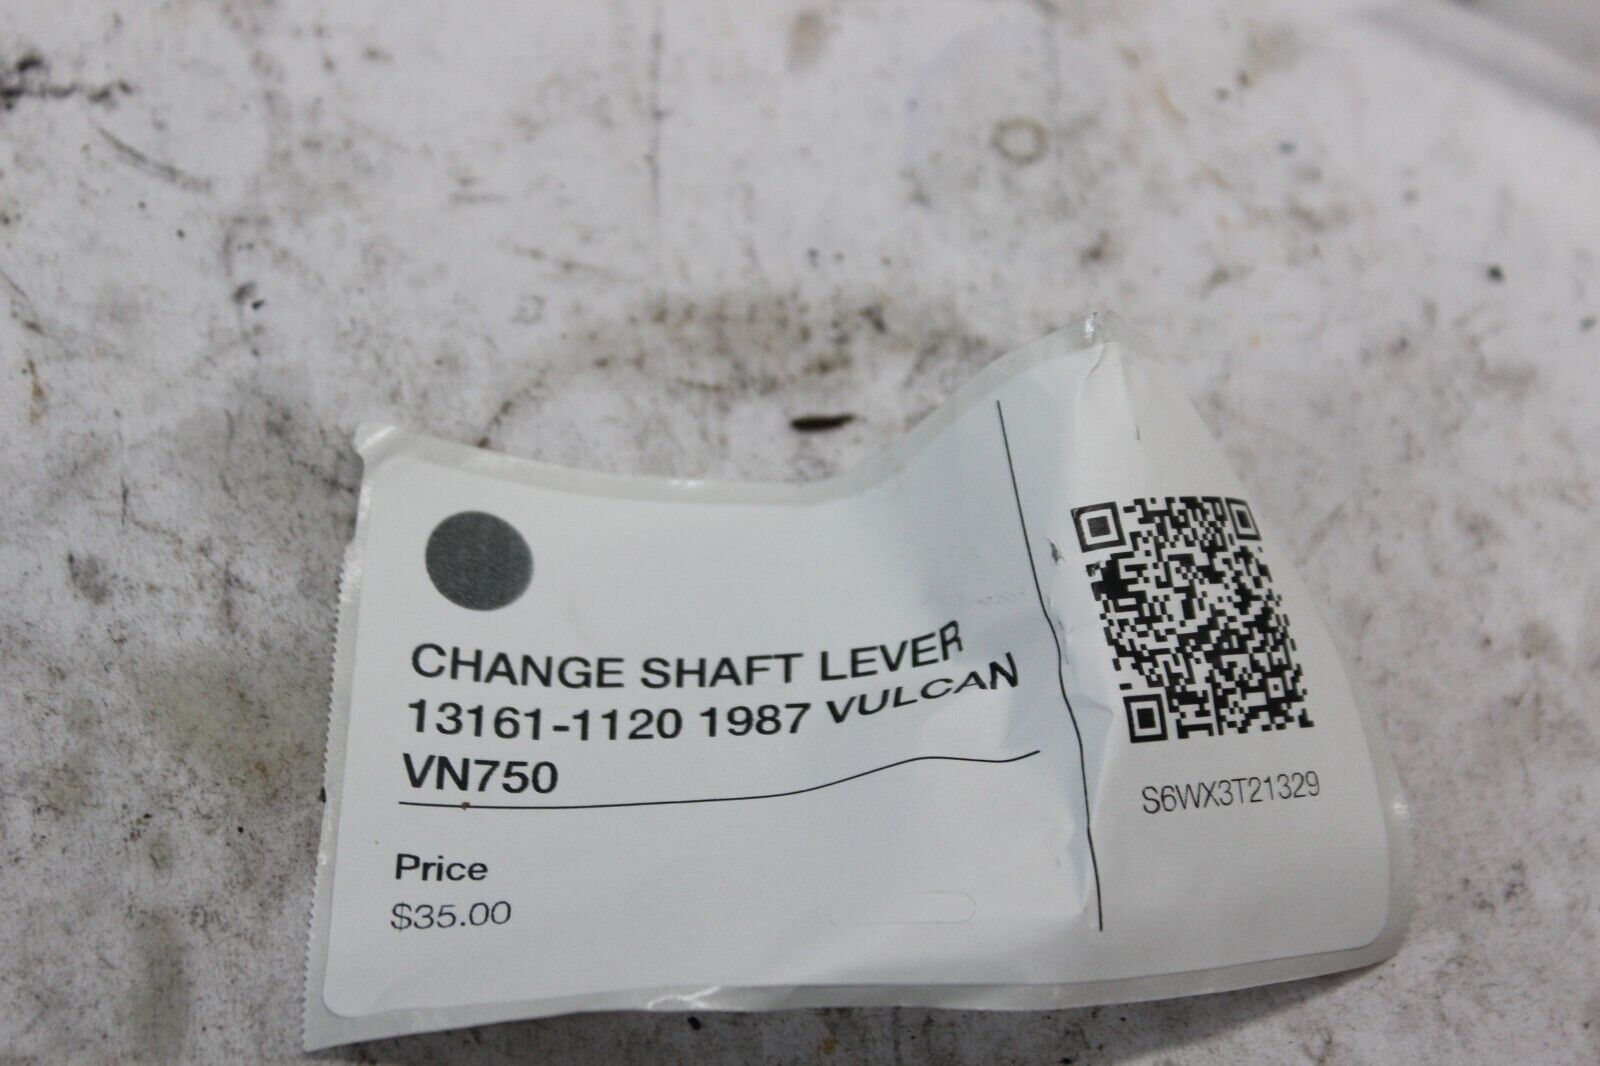 CHANGE SHAFT LEVER
13161-1120 1987 VULCAN
VN750
Price
$35.00
S6WX3T21329